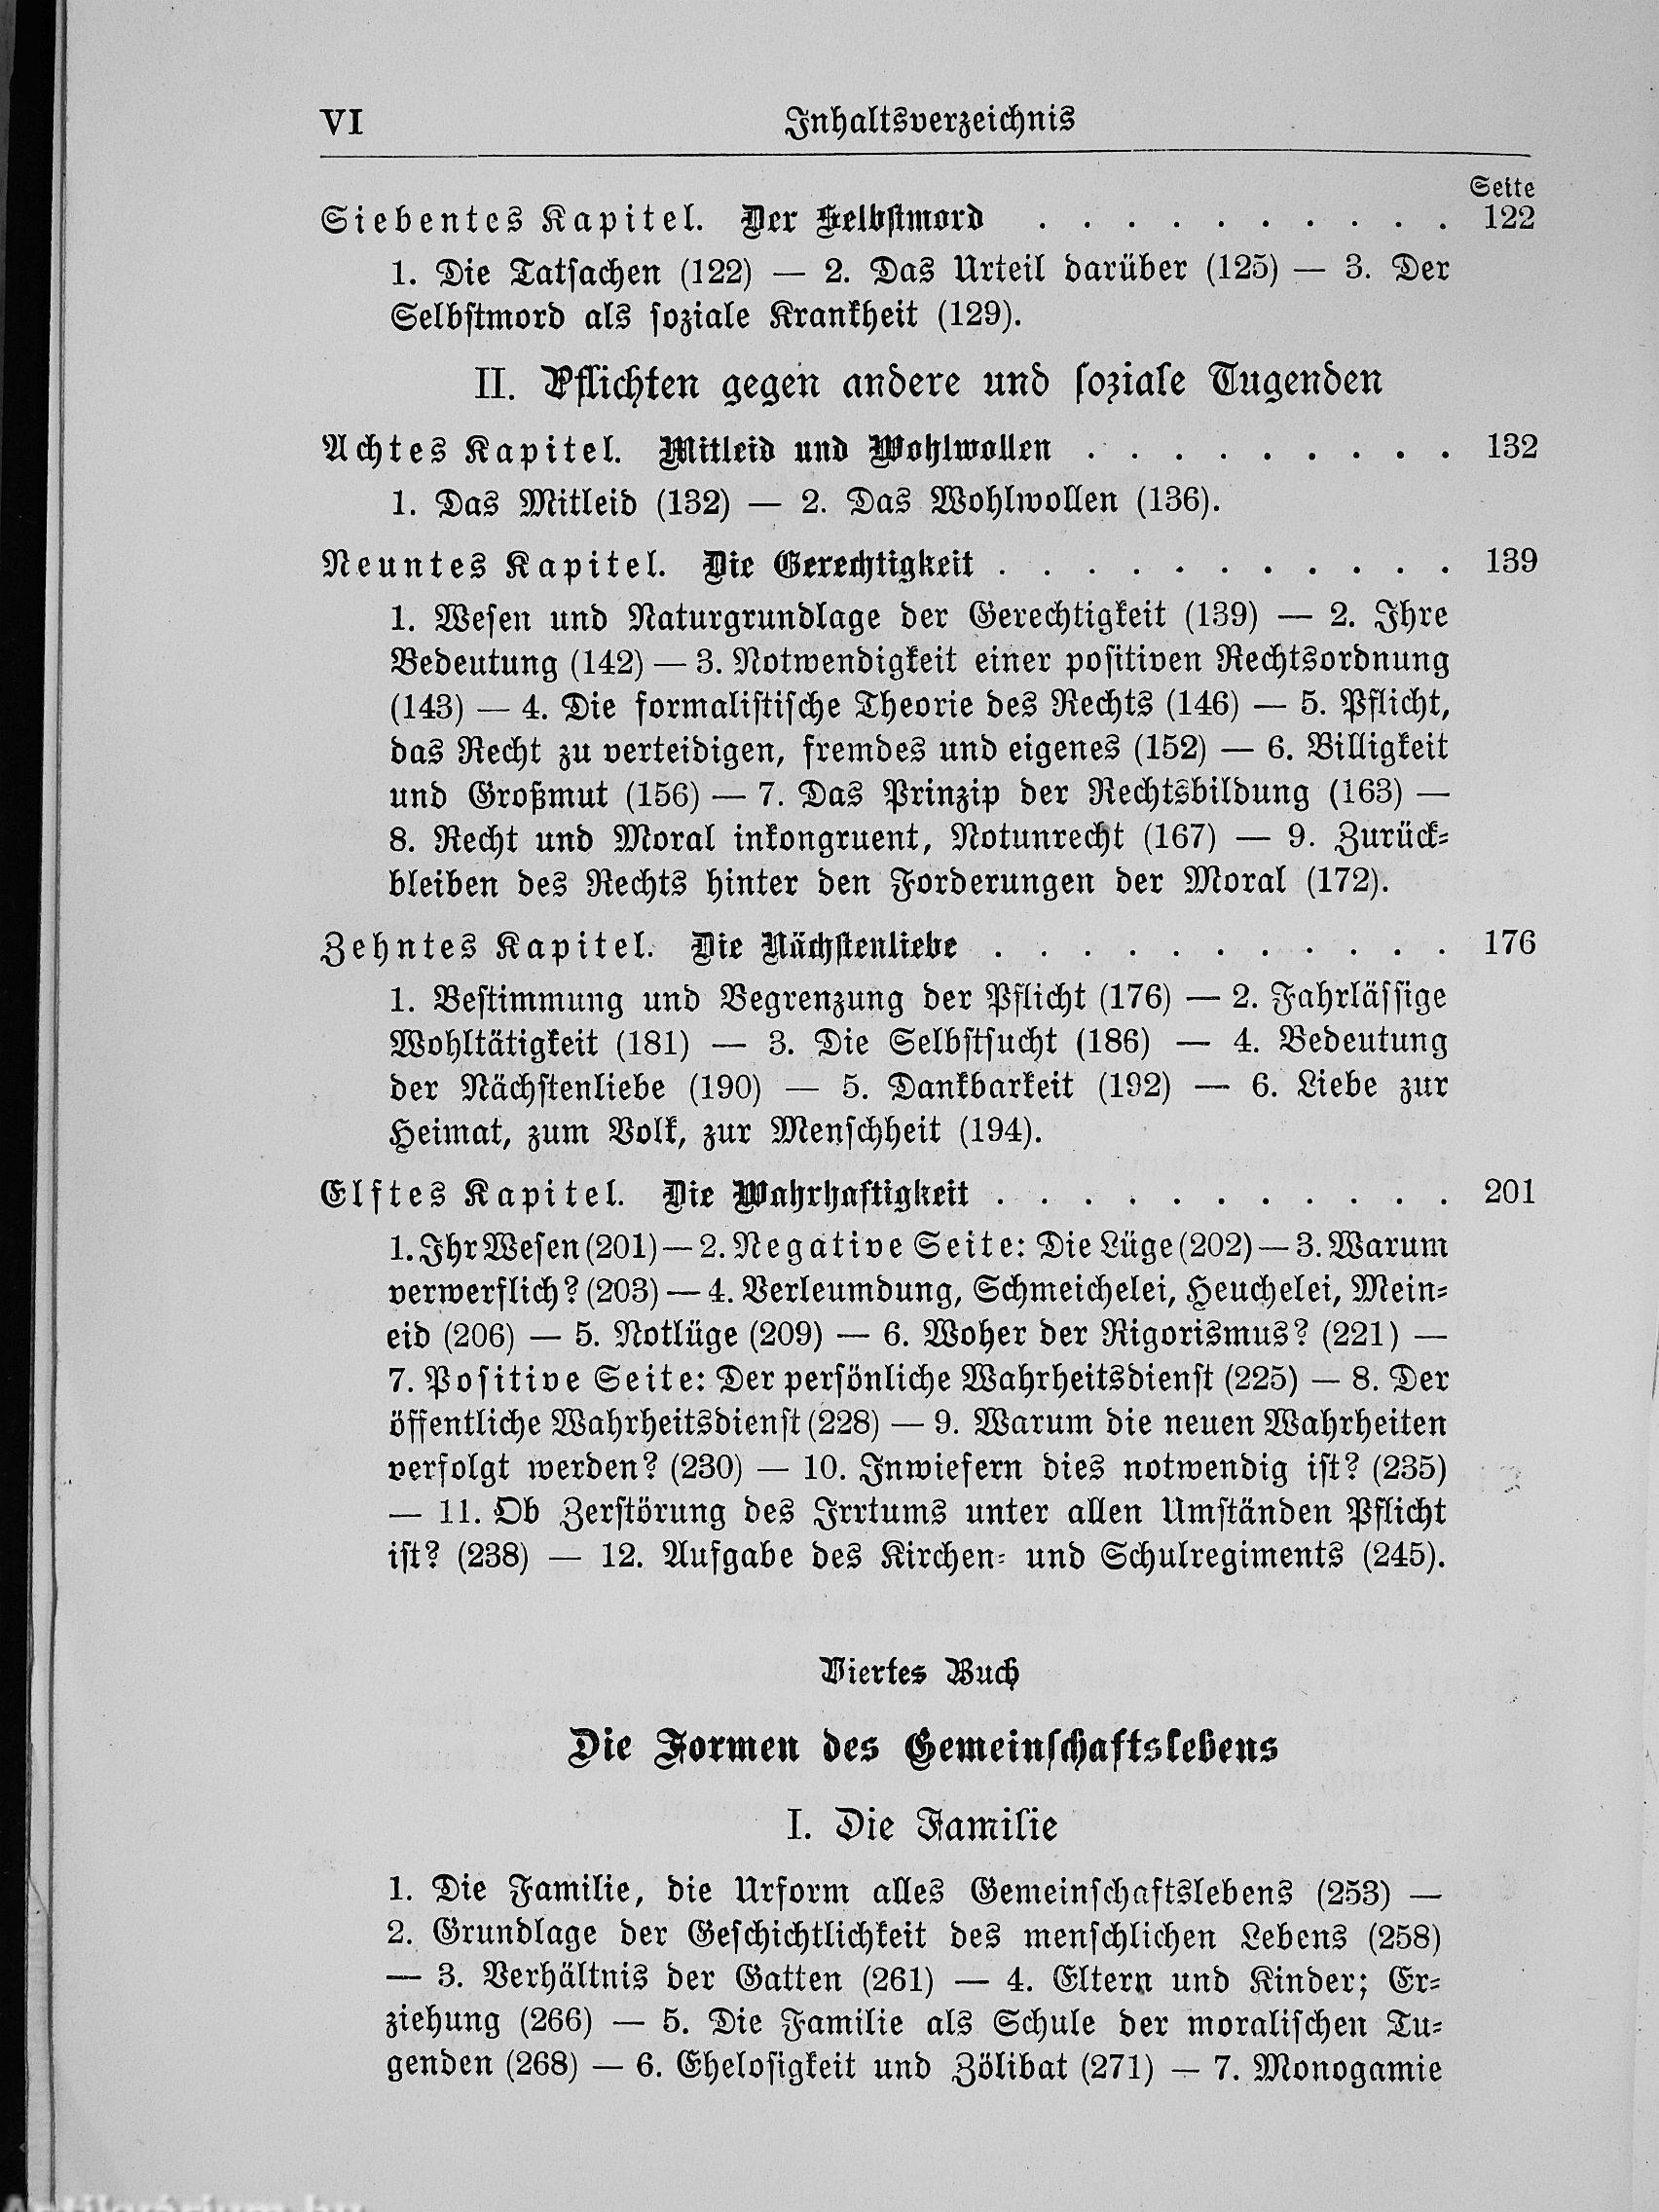 VI Inhaltsverzeichnis
Seite
Siebentes Kapitel. Der Selbstmord . . . . . . . . . . 122
1. Die Tatsachen (122) — 2. Das Urteil darüber (125) — 3. Der
Selbstmord als soziale Krankheit (129).
II. Pflichten gegen andere und soziale Tugenden
Achtes Kapitel. Mitleid und Wohlwollen . . . . . . . . . 132
1. Das Mitleid (132) — 2. Das Wohlwollen (136).
Neuntes Kapitel. Die Gerechtigkeit . . . . . . . . . . . 139
1. Wesen und Naturgrundlage der Gerechtigkeit (139) — 2. Ihre
Bedeutung (142) — 3. Notwendigkeit einer positiven Rechtsordnung
(143) — 4. Die formalistische Theorie des Rechts (146) — 5. Pflicht,
das Recht zu verteidigen, fremdes und eigenes (152) — 6. Billigkeit
und Großmut (156) — 7. Das Prinzip der Rechtsbildung (163) —
8. Recht und Moral inkongruent, Notunrecht (167) — 9. Zurück-
bleiben des Rechts hinter den Forderungen der Moral (172).
Zehntes Kapitel. Die Nächstenliebe . . . . . . . . . . . 176
1. Bestimmung und Begrenzung der Pflicht (176) — 2. Fahrlässige
Wohltätigkeit (181) — 3. Die Selbstsucht (186) — 4. Bedeutung
der Nächstenliebe (190) — 5. Dankbarkeit (192) — 6. Liebe zur
Heimat, zum Volk, zur Menschheit (194).
Elftes Kapitel. Die Wahrhaftigkeit . . . . . . . . . . . 201
1. Ihr Wesen (201) — 2. Negative Seite: Die Lüge (202) — 3. Warum
verwerflich? (203) — 4. Verleumdung, Schmeichelei, Heuchelei, Mein-
eid (206) — 5. Notlüge (209) — 6. Woher der Rigorismus? (221) —
7. Positive Seite: Der persönliche Wahrheitsdienst (225) — 8. Der
öffentliche Wahrheitsdienst (228) — 9. Warum die neuen Wahrheiten
verfolgt werden? (230) — 10. Inwiefern dies notwendig ist? (235)
— 11. Ob Zerstörung des Irrtums unter allen Umständen Pflicht
ist? (238) — 12. Aufgabe des Kirchen- und Schulregiments (245).
Viertes Buch
Die Formen des Gemeinschaftslebens
I. Die Familie
1. Die Familie, die Urform alles Gemeinschaftslebens (253) —
2. Grundlage der Geschichtlichkeit des menschlichen Lebens (258)
— 3. Verhältnis der Gatten (261) — 4. Eltern und Kinder; Er-
ziehung (266) — 5. Die Familie als Schule der moralischen Tu-
genden (268) — 6. Ehelosigkeit und Zölibat (271) — 7. Monogamie